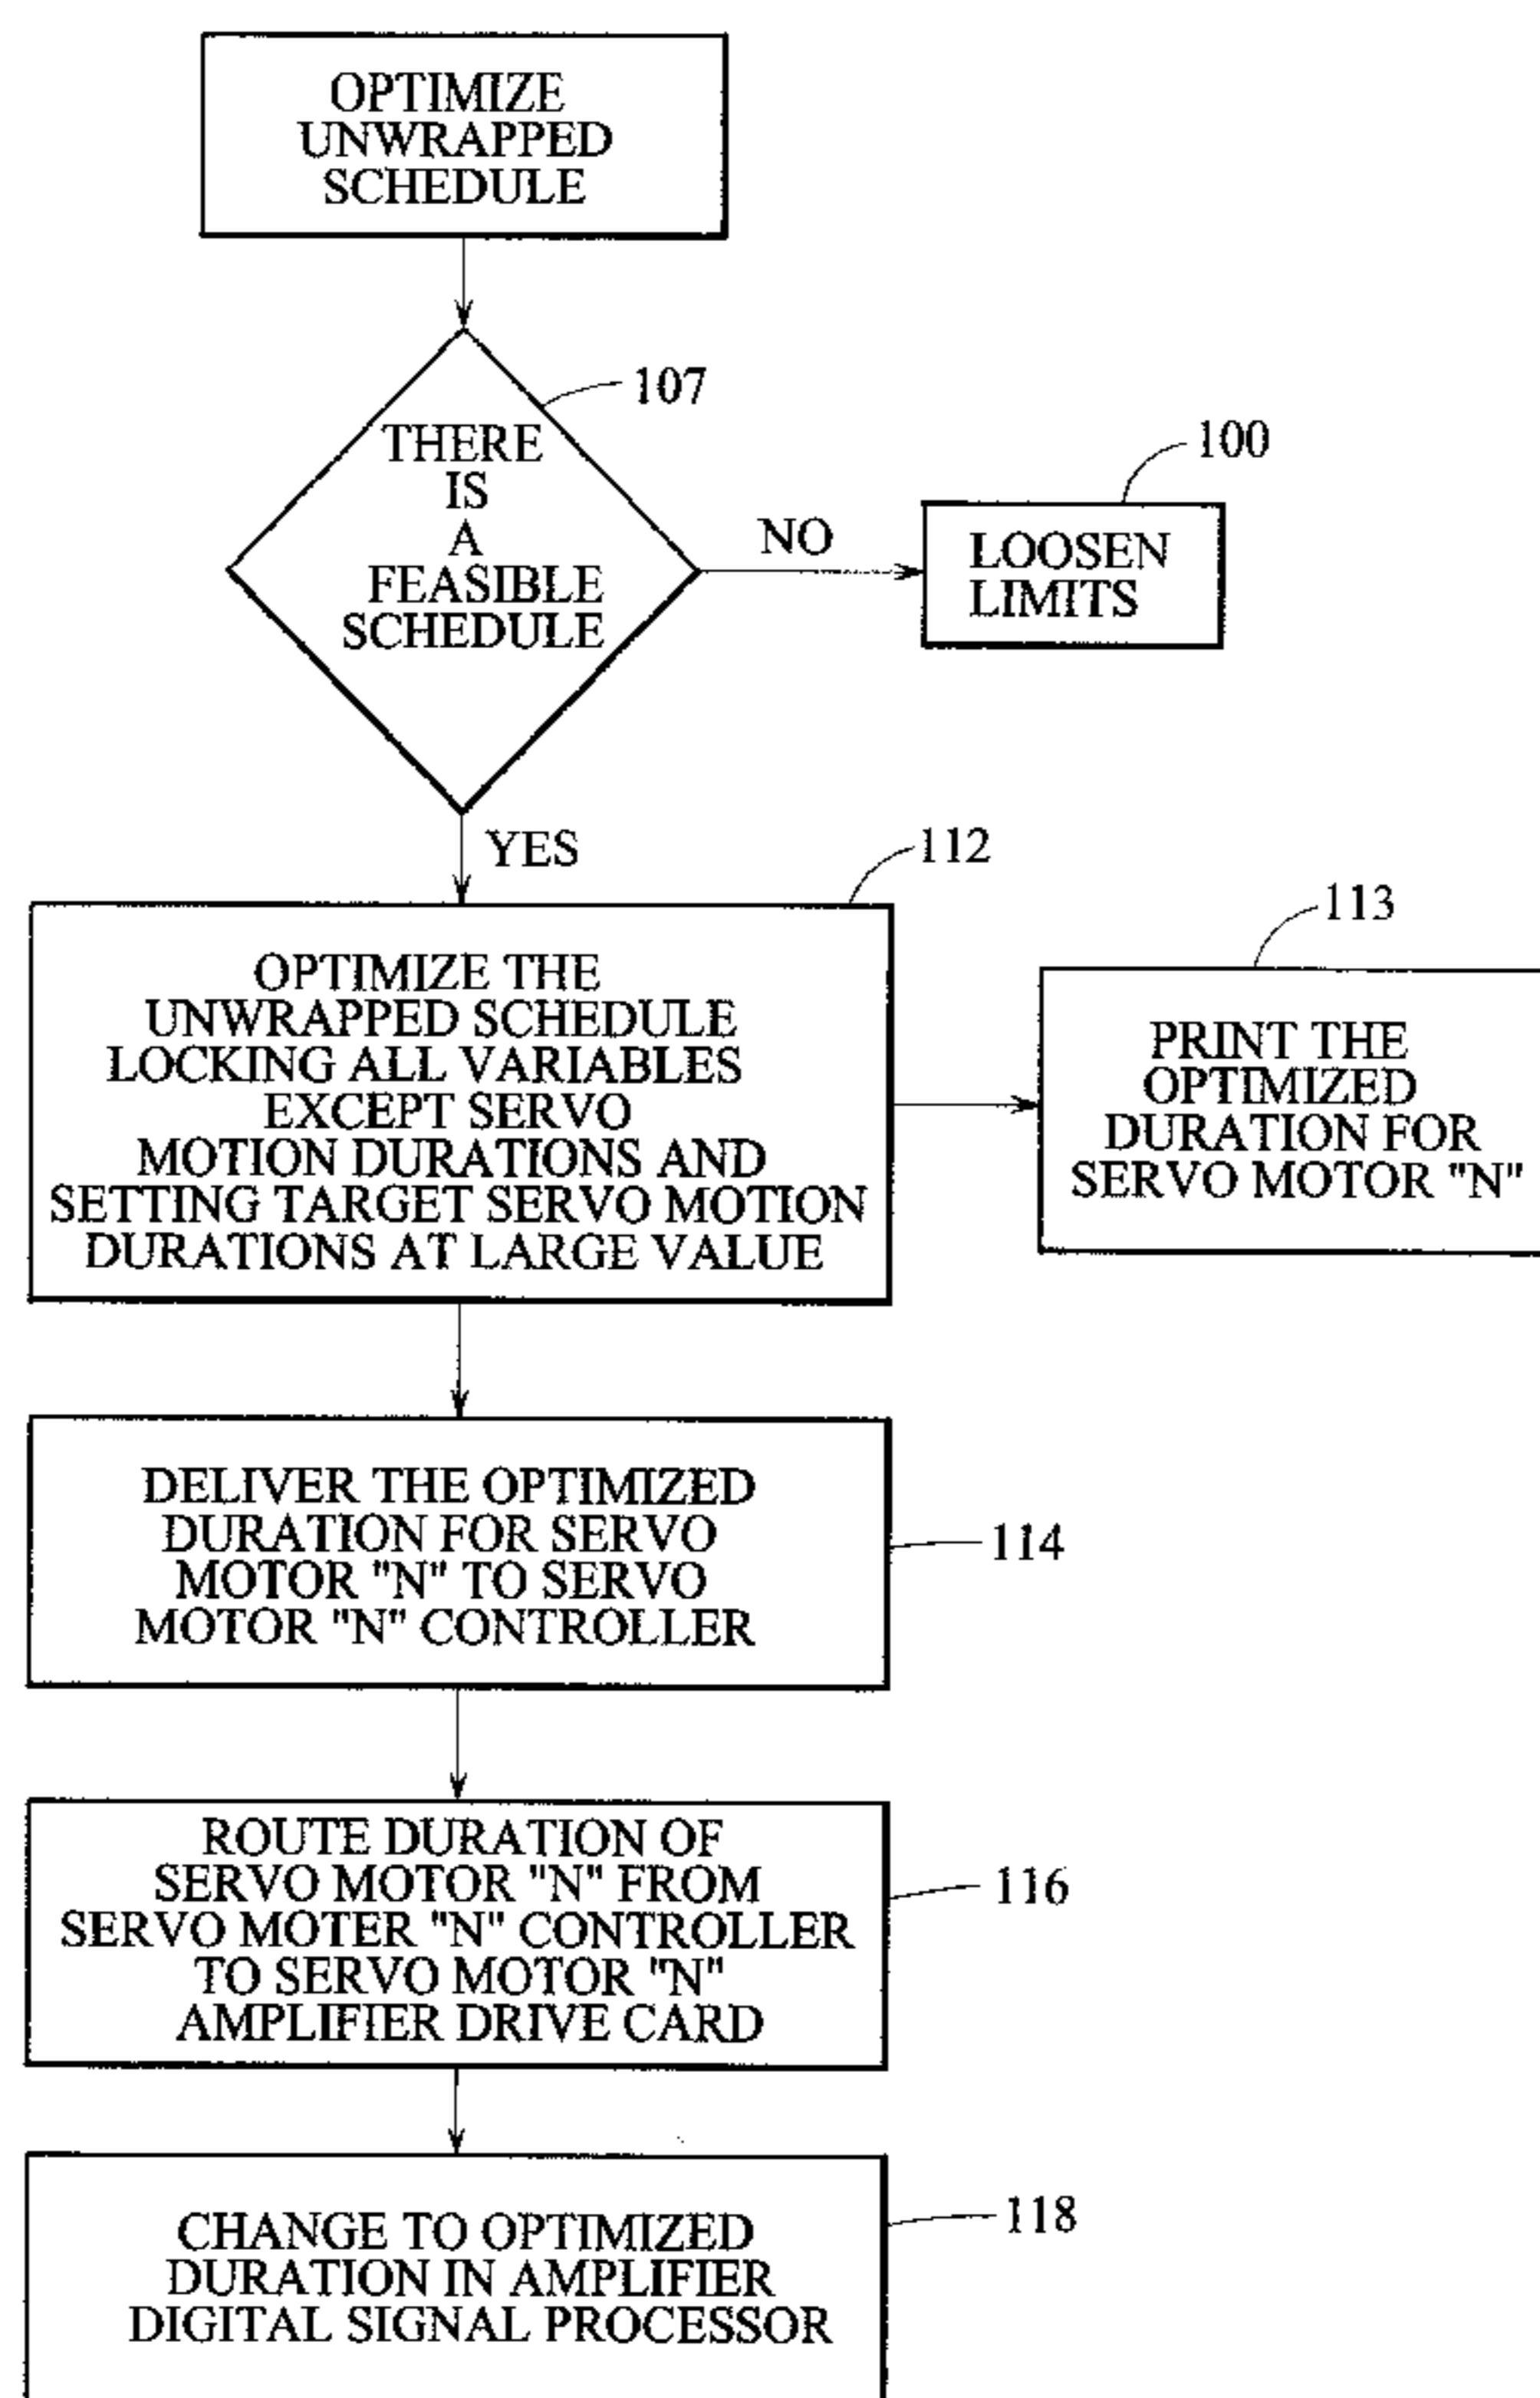 OPTIMIZE
UNWRAPPED
SCHEDULE
107
THERE
IS
A
FEASIBLE
SCHEDULE
NO
100
LOOSEN
LIMITS
YES
112
OPTIMIZE THE
UNWRAPPED SCHEDULE
LOCKING ALL VARIABLES
EXCEPT SERVO
MOTION DURATIONS AND
SETTING TARGET SERVO MOTION
DURATIONS AT LARGE VALUE
113
PRINT THE
OPTIMIZED
DURATION FOR
SERVO MOTOR "N"
DELIVER THE OPTIMIZED
DURATION FOR SERVO
MOTOR "N" TO SERVO
MOTOR "N" CONTROLLER
114
ROUTE DURATION OF
SERVO MOTOR "N" FROM
SERVO MOTER "N" CONTROLLER
TO SERVO MOTOR "N"
AMPLIFIER DRIVE CARD
116
CHANGE TO OPTIMIZED
DURATION IN AMPLIFIER
DIGITAL SIGNAL PROCESSOR
118